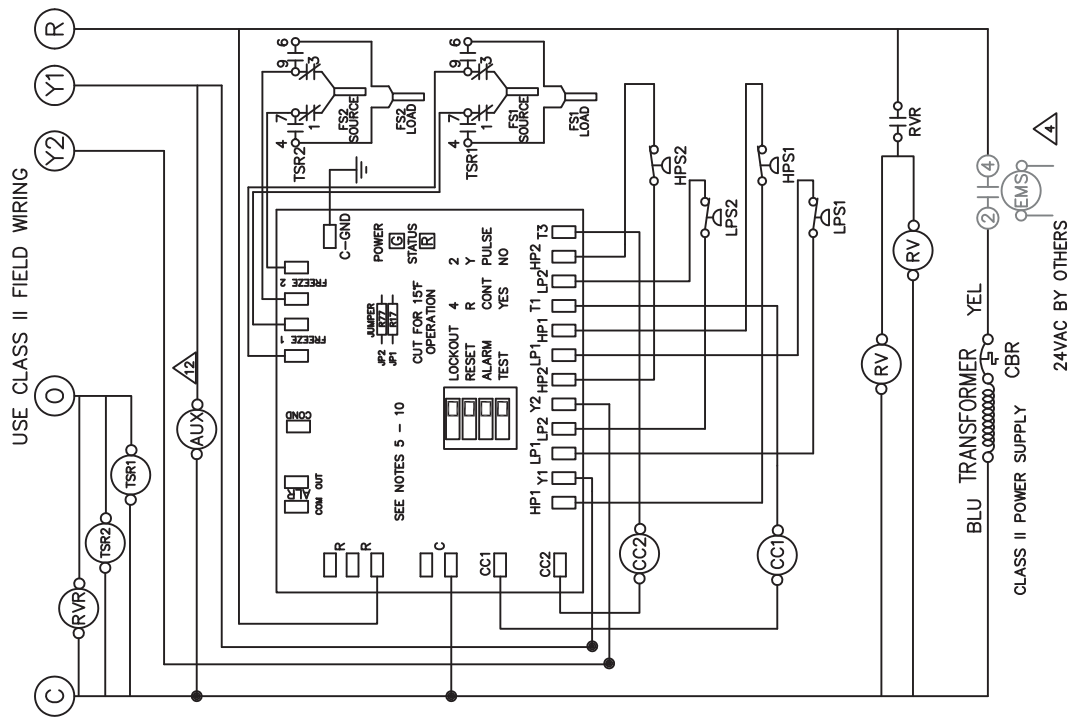 USE CLASS II FIELD WIRING
C
O
Y2
Y1
R
RVR
TSR2
TSR1
AUX
12
TSR2
4
7
9
6
1
3
FS2
SOURCE
FS2
LOAD
TSR1
4
7
9
6
1
3
FS1
SOURCE
FS1
LOAD
COM
ALR
OUT
COND
1
FREEZE
2
FREEZE
C-GND
R
R
C
CC1
CC2
SEE NOTES 5 - 10
JUMPER
JP2
R77
JP1
R17
CUT FOR 15°F
OPERATION
POWER
G
STATUS
R
LOCKOUT 4 2
RESET R Y
ALARM CONT PULSE
TEST YES NO
HP1
Y1
LP1
LP2
Y2
HP2
LP1
HP1
T1
LP2
HP2
T3
CC2
CC1
HPS2
LPS2
HPS1
LPS1
RV
RV
RVR
BLU
TRANSFORMER
YEL
CBR
CLASS II POWER SUPPLY
2
4
EMS
4
24VAC BY OTHERS